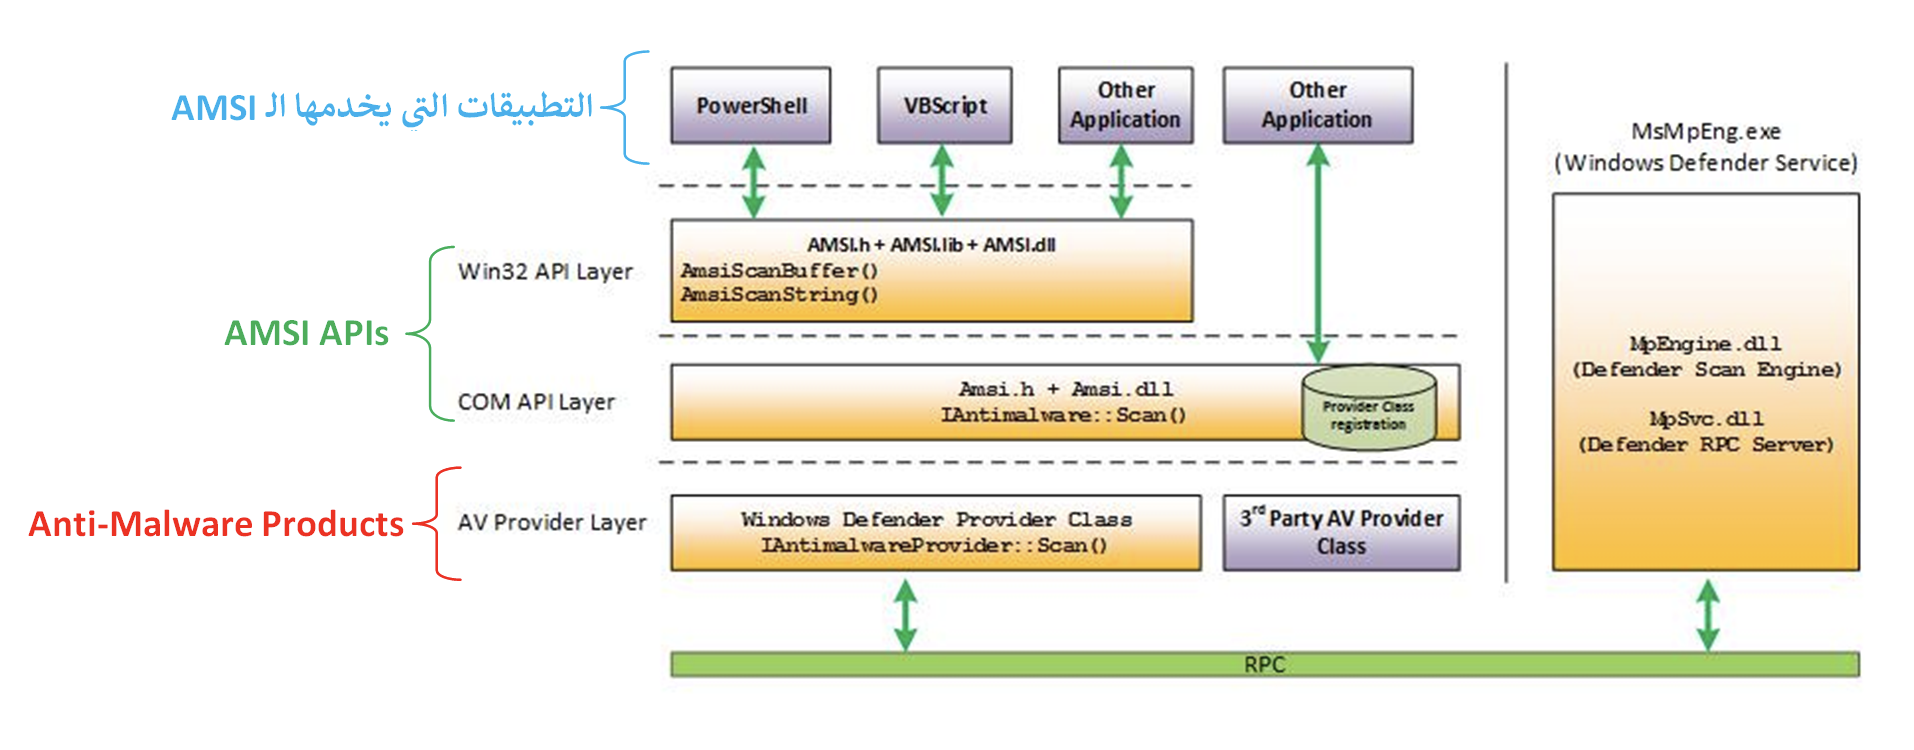 التطبيقات التي يخدمها الـ AMSI
PowerShell
VBScript
Other
Application
Other
Application
MsMpEng.exe
(Windows Defender Service)
AMSI APIs
Win32 API Layer
AMSI.h + AMSI.lib + AMSI.dll
AmsiScanBuffer()
AmsiScanString()
COM API Layer
Amsi.h + Amsi.dll
IAntimalware::Scan()
Provider Class
registration
MpEngine.dll
(Defender Scan Engine)
MpSvc.dll
(Defender RPC Server)
Anti-Malware Products
AV Provider Layer
Windows Defender Provider Class
IAntimalwareProvider::Scan()
3rd Party AV Provider
Class
RPC